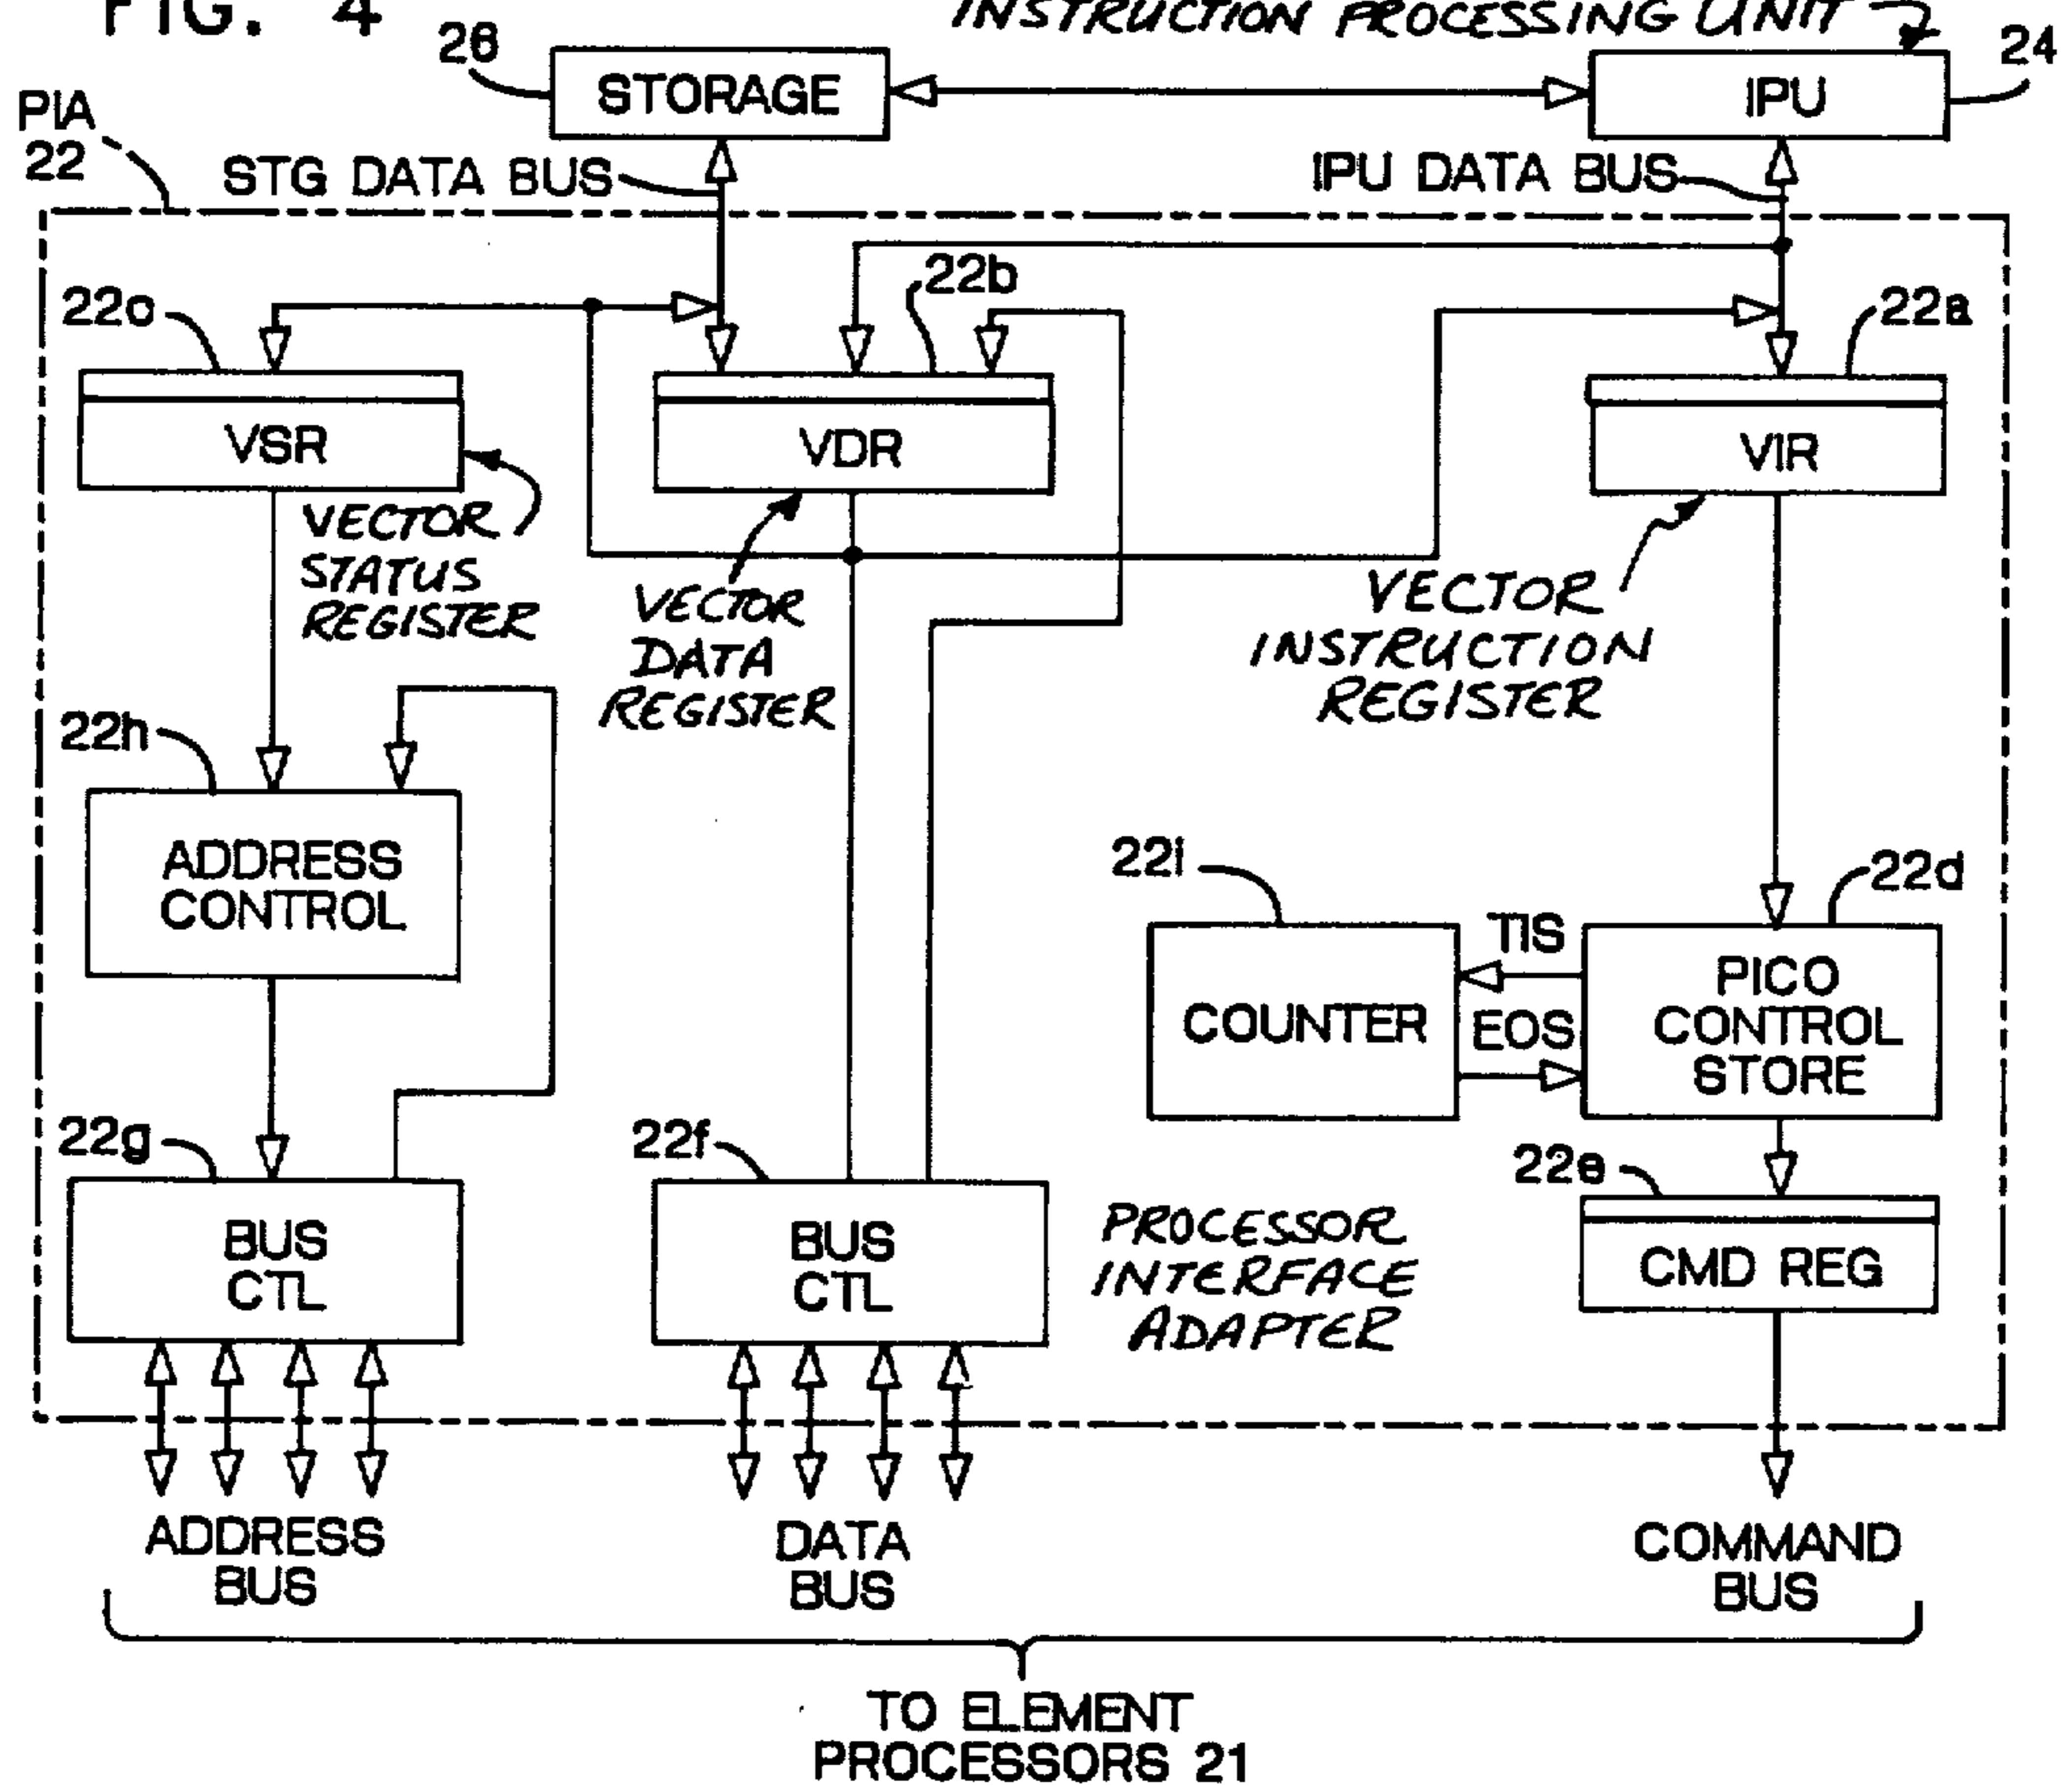 FIG. 4
INSTRUCTION PROCESSING UNIT
26
STORAGE
IPU
24
PIA
22
STG DATA BUS
IPU DATA BUS
22c
22b
22a
VSR
VDR
VIR
VECTOR
STATUS
REGISTER
VECTOR
DATA
REGISTER
VECTOR
INSTRUCTION
REGISTER
22h
ADDRESS
CONTROL
22i
COUNTER
TIS
EOS
22d
PICO
CONTROL
STORE
22g
BUS
CTL
22f
BUS
CTL
PROCESSOR
INTERFACE
ADAPTER
22e
CMD REG
ADDRESS
BUS
DATA
BUS
COMMAND
BUS
TO ELEMENT
PROCESSORS 21